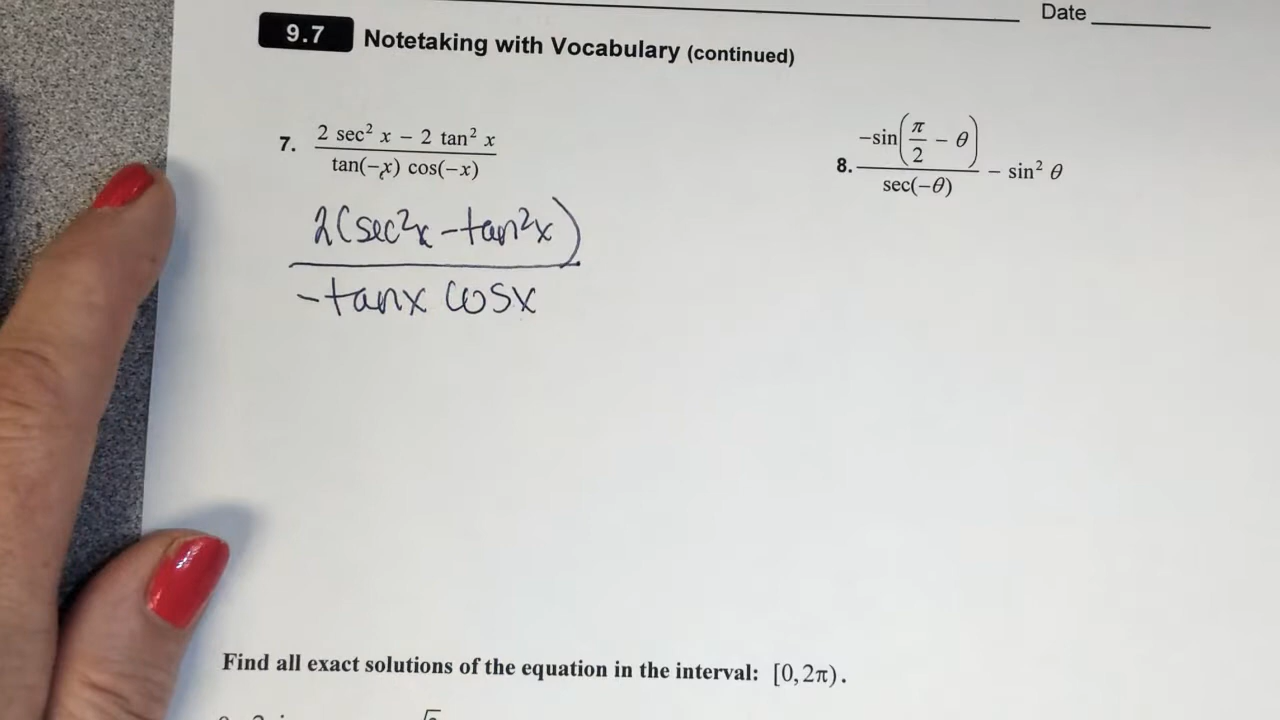 Date
9.7 Notetaking with Vocabulary (continued)
7. 2 sec² x − 2 tan² x / tan(−x) cos(−x)
8. −sin(π/2 − θ) / sec(−θ) − sin² θ
2(sec²x − tan²x)
−tanx cosx
Find all exact solutions of the equation in the interval: [0, 2π).